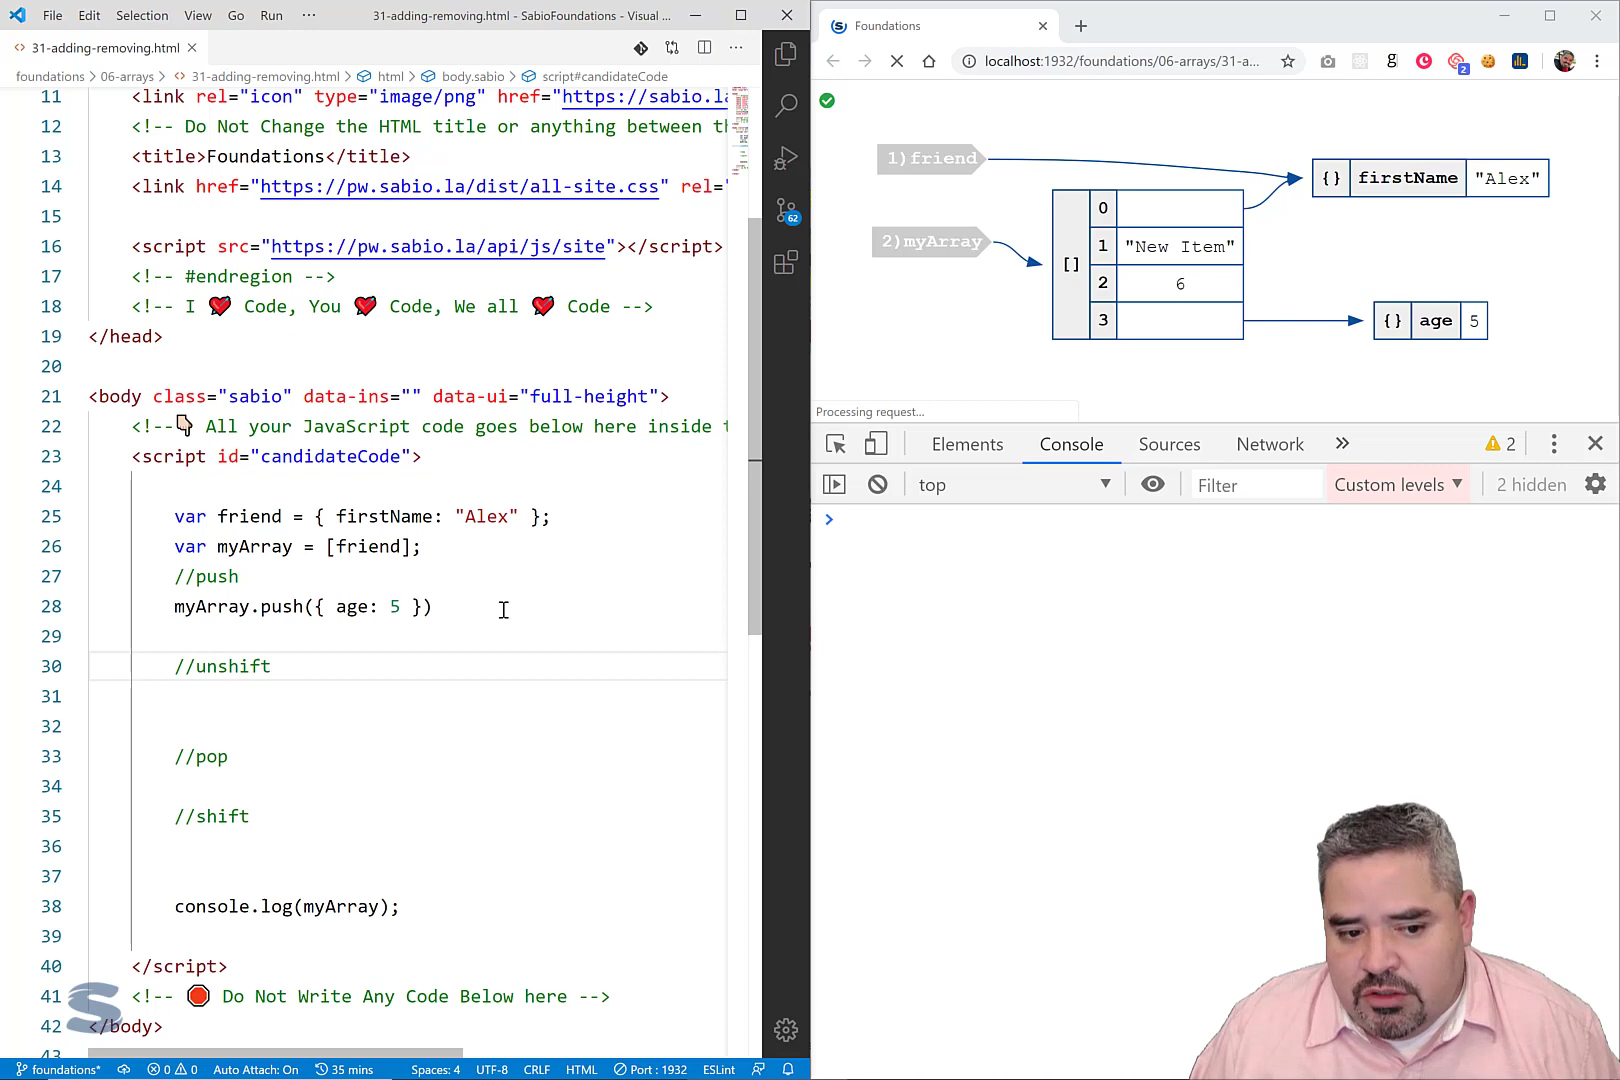 File Edit Selection View Go Run ··· 31-adding-removing.html - SabioFoundations - Visual ...
31-adding-removing.html
foundations > 06-arrays > 31-adding-removing.html > html > body.sabio > script#candidateCode
11 <link rel="icon" type="image/png" href="https://sabio.la
12 <!-- Do Not Change the HTML title or anything between th
13 <title>Foundations</title>
14 <link href="https://pw.sabio.la/dist/all-site.css" rel="
15
16 <script src="https://pw.sabio.la/api/js/site"></script>
17 <!-- #endregion -->
18 <!-- I 💘 Code, You 💘 Code, We all 💘 Code -->
19 </head>
20
21 <body class="sabio" data-ins="" data-ui="full-height">
22 <!--👇 All your JavaScript code goes below here inside t
23 <script id="candidateCode">
24
25 var friend = { firstName: "Alex" };
26 var myArray = [friend];
27 //push
28 myArray.push({ age: 5 })
29
30 //unshift
31
32
33 //pop
34
35 //shift
36
37
38 console.log(myArray);
39
40 </script>
41 <!-- 🛑 Do Not Write Any Code Below here -->
42 </body>
43
62
foundations* 0 0 Auto Attach: On 35 mins Spaces: 4 UTF-8 CRLF HTML Port : 1932 ESLint
Foundations
localhost:1932/foundations/06-arrays/31-a...
2
1)friend
{} firstName "Alex"
2)myArray
[]
0
1 "New Item"
2 6
3
{} age 5
Processing request...
Elements Console Sources Network » 2
top Filter Custom levels 2 hidden